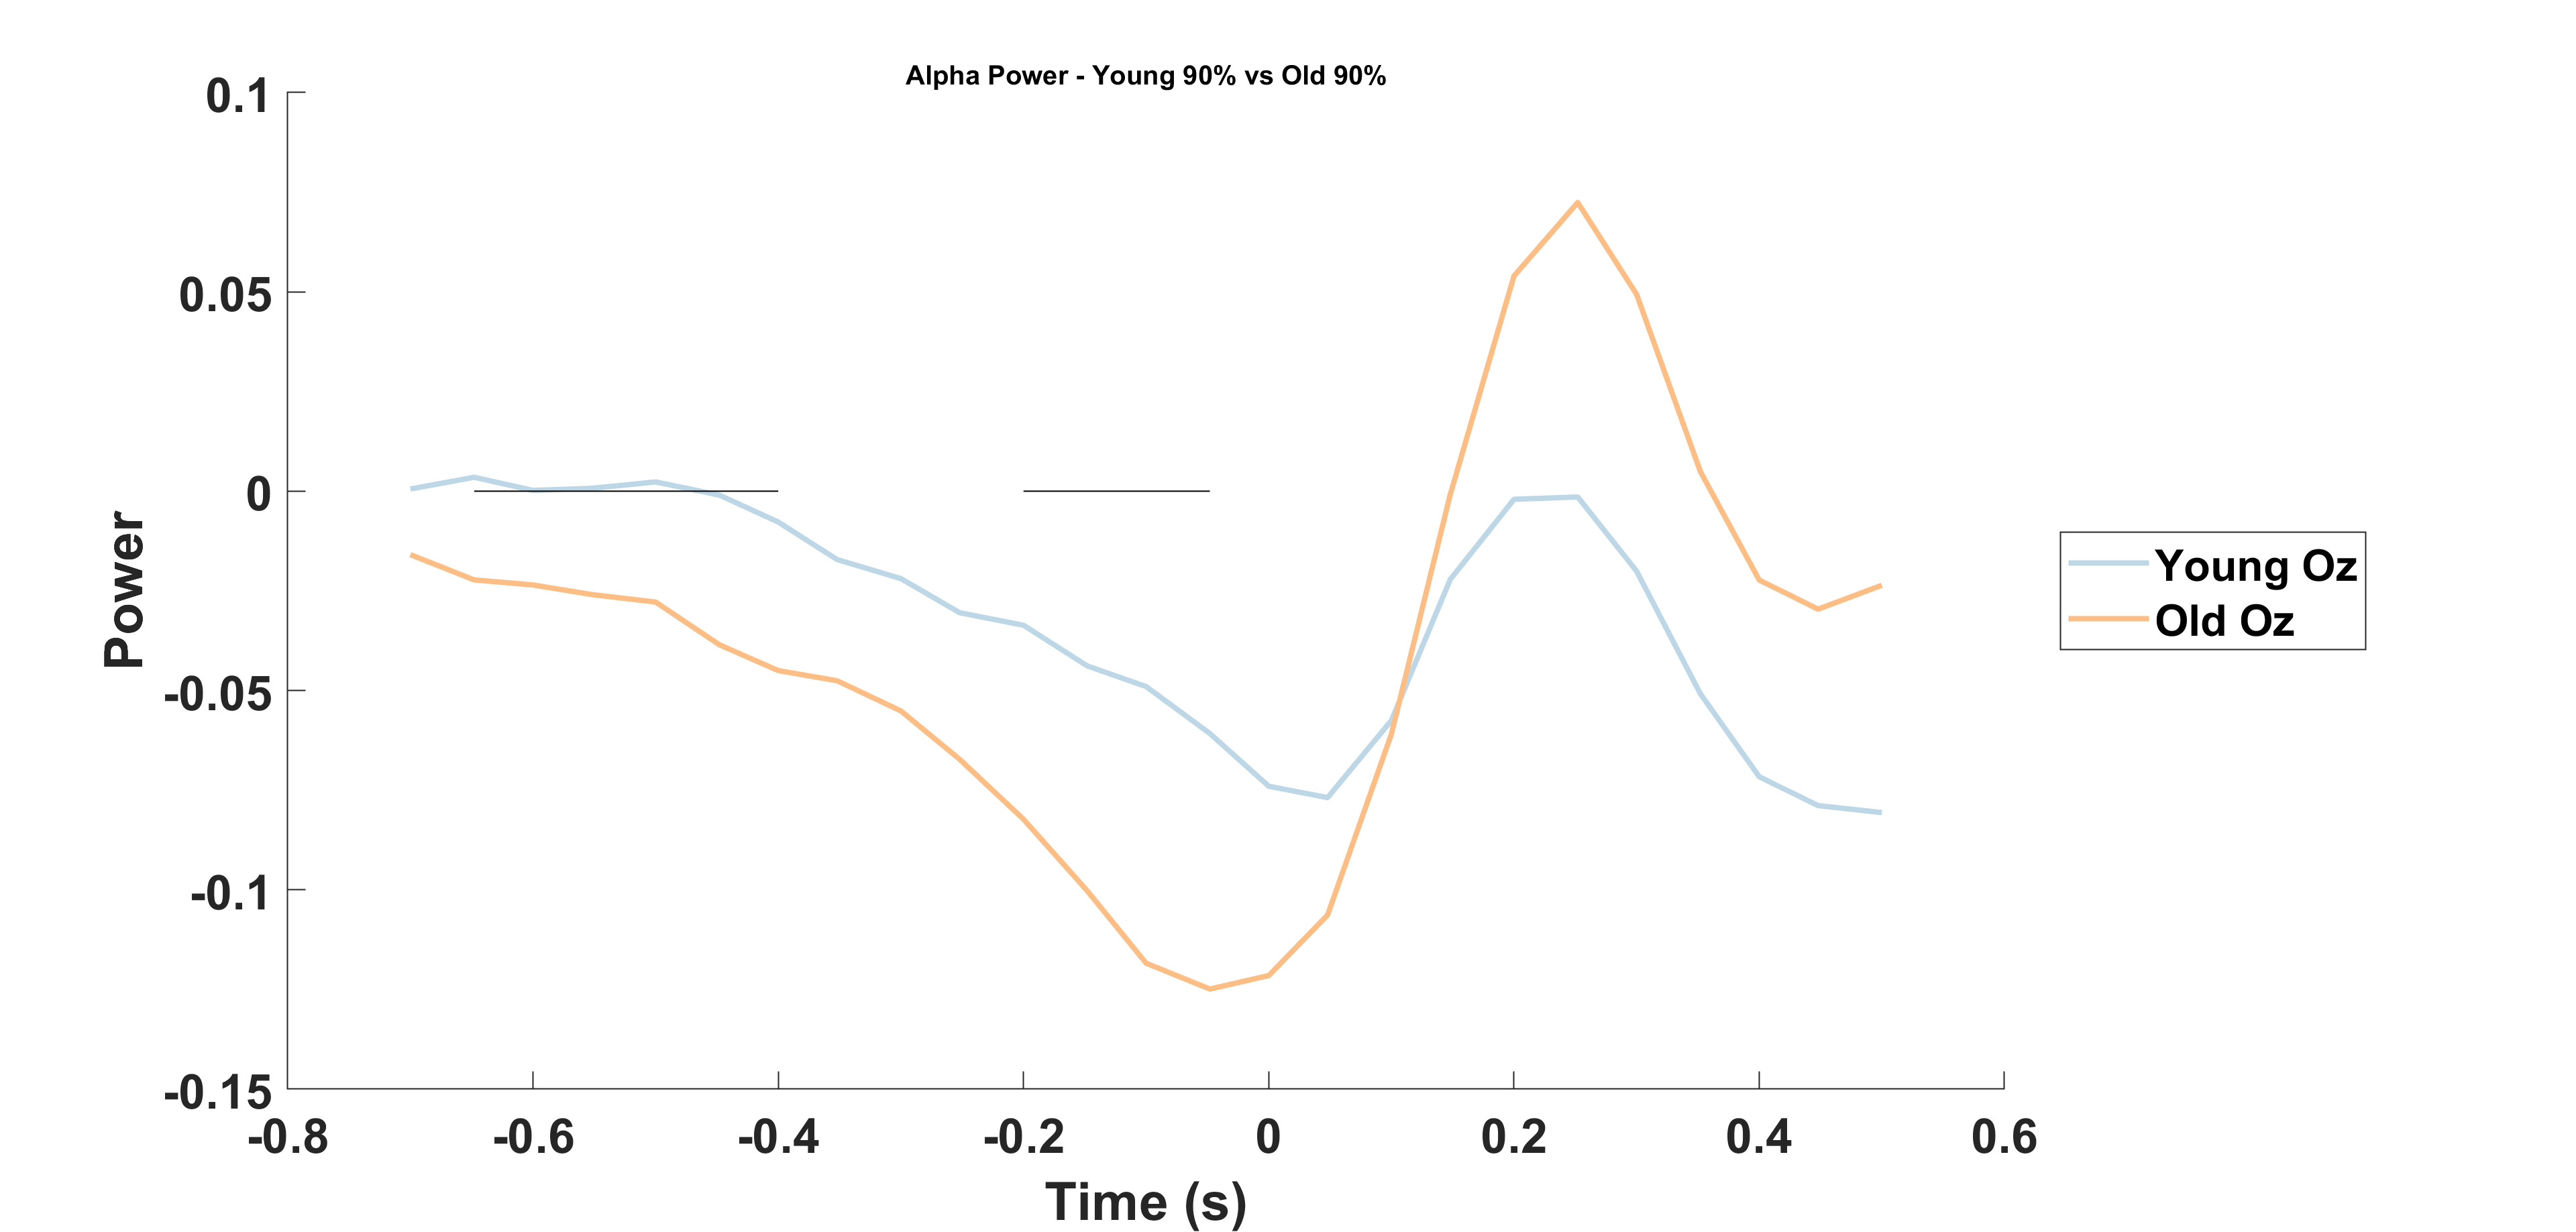 Alpha Power - Young 90% vs Old 90%
0.1
0.05
0
-0.05
-0.1
-0.15
Power
-0.8 -0.6 -0.4 -0.2 0 0.2 0.4 0.6
Time (s)
Young Oz
Old Oz